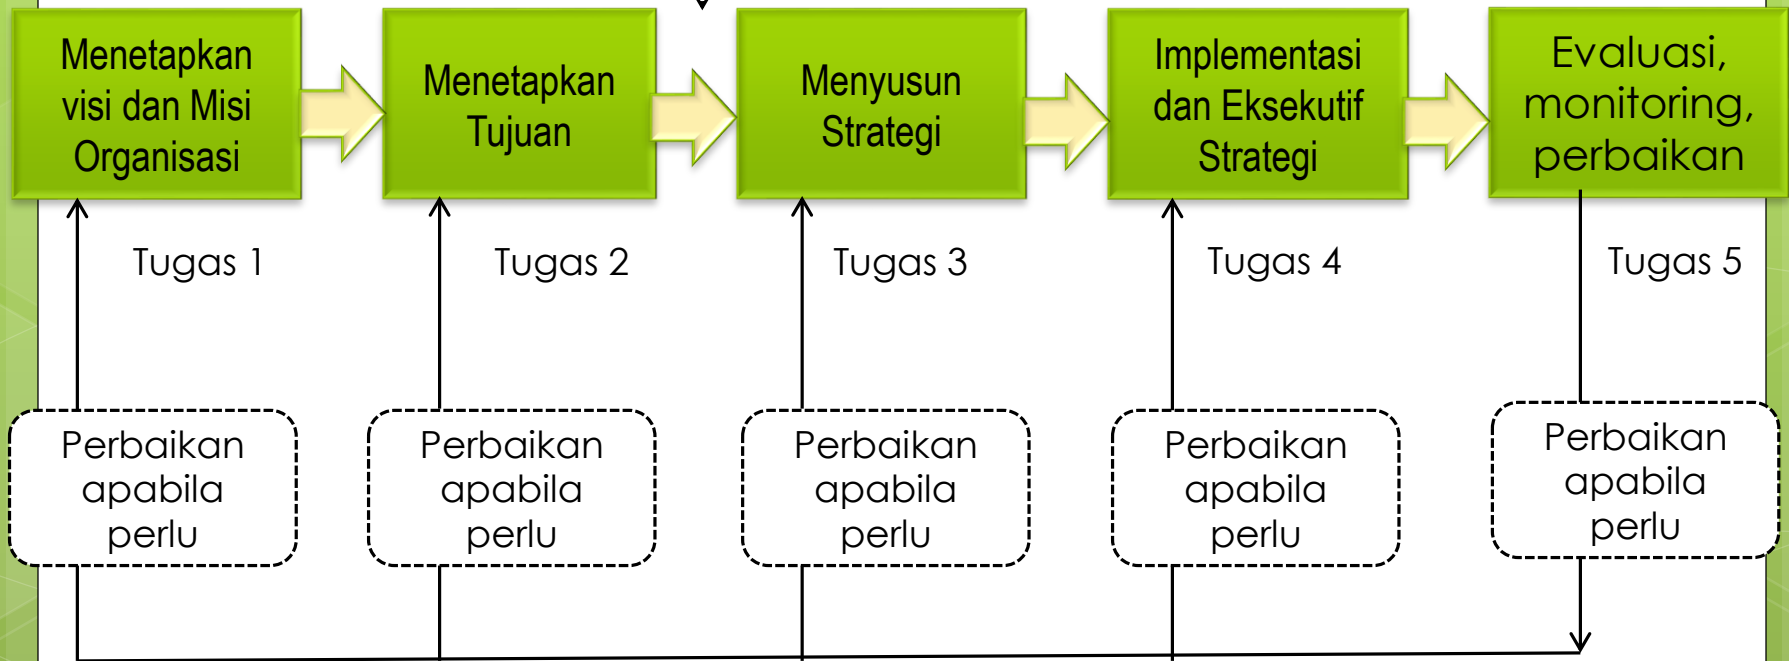 Menetapkan
visi dan Misi
Organisasi
Menetapkan
Tujuan
Menyusun
Strategi
Implementasi
dan Eksekutif
Strategi
Evaluasi,
monitoring,
perbaikan
Tugas 1
Tugas 2
Tugas 3
Tugas 4
Tugas 5
Perbaikan
apabila
perlu
Perbaikan
apabila
perlu
Perbaikan
apabila
perlu
Perbaikan
apabila
perlu
Perbaikan
apabila
perlu